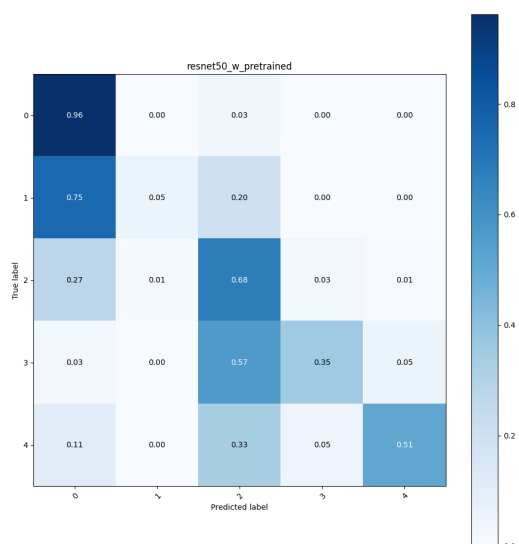 resnet50_w_pretrained
0 0.96 0.00 0.03 0.00 0.00
1 0.75 0.05 0.20 0.00 0.00
2 0.27 0.01 0.68 0.03 0.01
3 0.03 0.00 0.57 0.35 0.05
4 0.11 0.00 0.33 0.05 0.51
0 1 2 3 4
True label
Predicted label
0.8
0.6
0.4
0.2